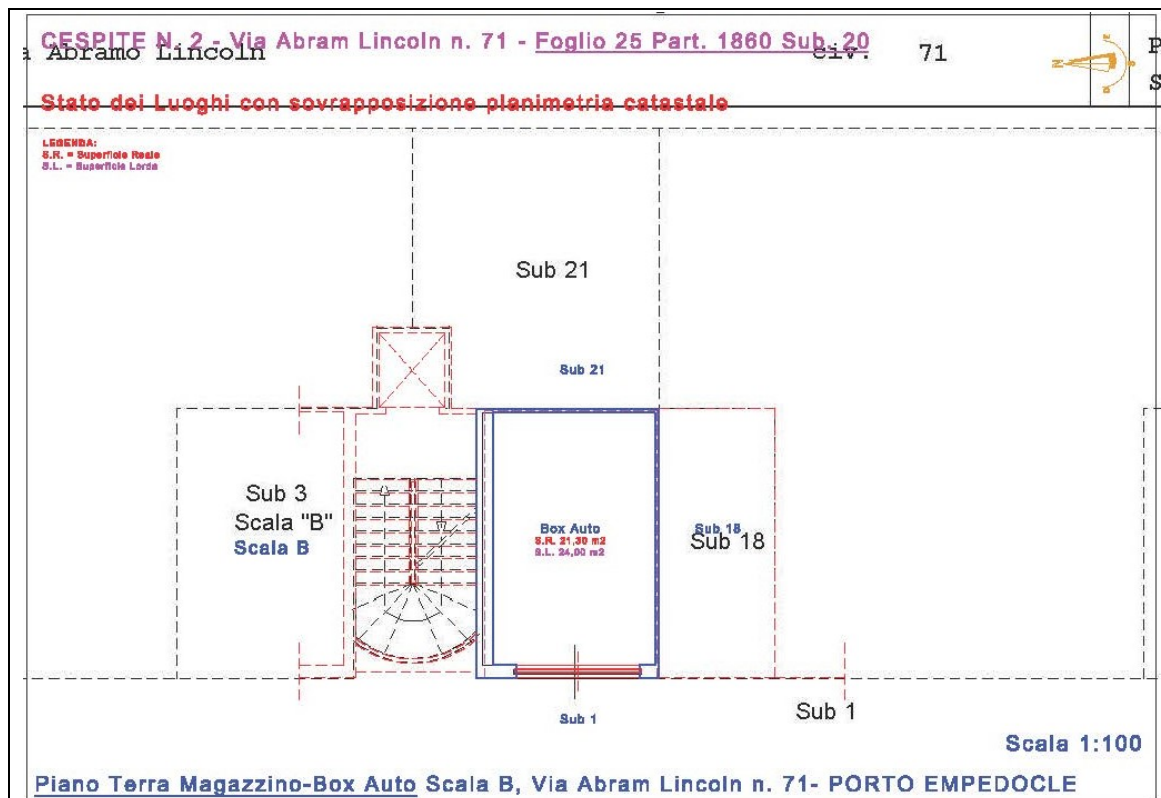 CESPITE N. 2 - Via Abram Lincoln n. 71 - Foglio 25 Part. 1860 Sub. 20
a Abramo Lincoln civ. 71
P
S
Stato dei Luoghi con sovrapposizione planimetria catastale
LEGENDA:
S.R. = Superficie Reale
S.L. = Superficie Lorda
Sub 21
Sub 21
Sub 3
Scala "B"
Scala B
Box Auto
S.R. 21,30 m2
S.L. 24,00 m2
Sub 18
Sub 18
Sub 1
Sub 1
Scala 1:100
Piano Terra Magazzino-Box Auto Scala B, Via Abram Lincoln n. 71- PORTO EMPEDOCLE